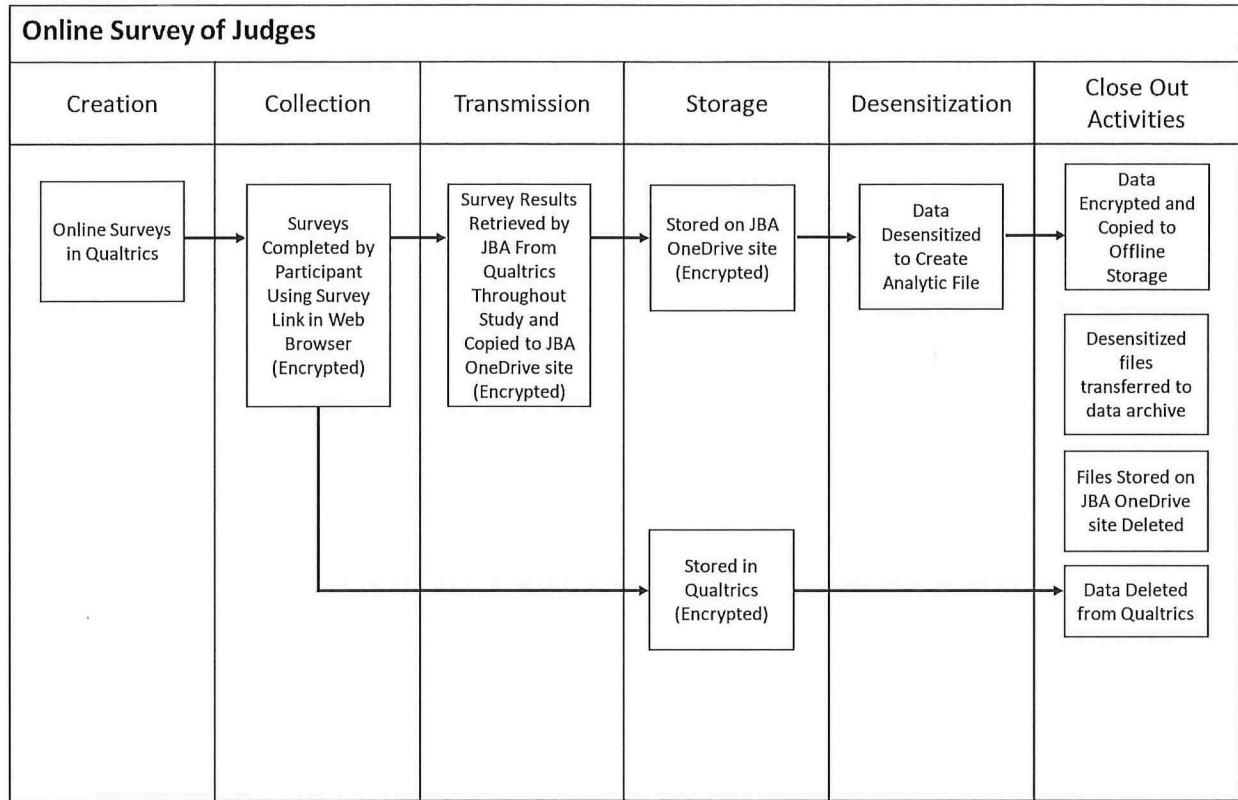 Online Survey of Judges
Creation
Collection
Transmission
Storage
Desensitization
Close Out
Activities
Online Surveys
in Qualtrics
Surveys
Completed by
Participant
Using Survey
Link in Web
Browser
(Encrypted)
Survey Results
Retrieved by
JBA From
Qualtrics
Throughout
Study and
Copied to JBA
OneDrive site
(Encrypted)
Stored on JBA
OneDrive site
(Encrypted)
Data
Desensitized
to Create
Analytic File
Data
Encrypted and
Copied to
Offline
Storage
Desensitized
files
transferred to
data archive
Files Stored on
JBA OneDrive
site Deleted
Stored in
Qualtrics
(Encrypted)
Data Deleted
from Qualtrics